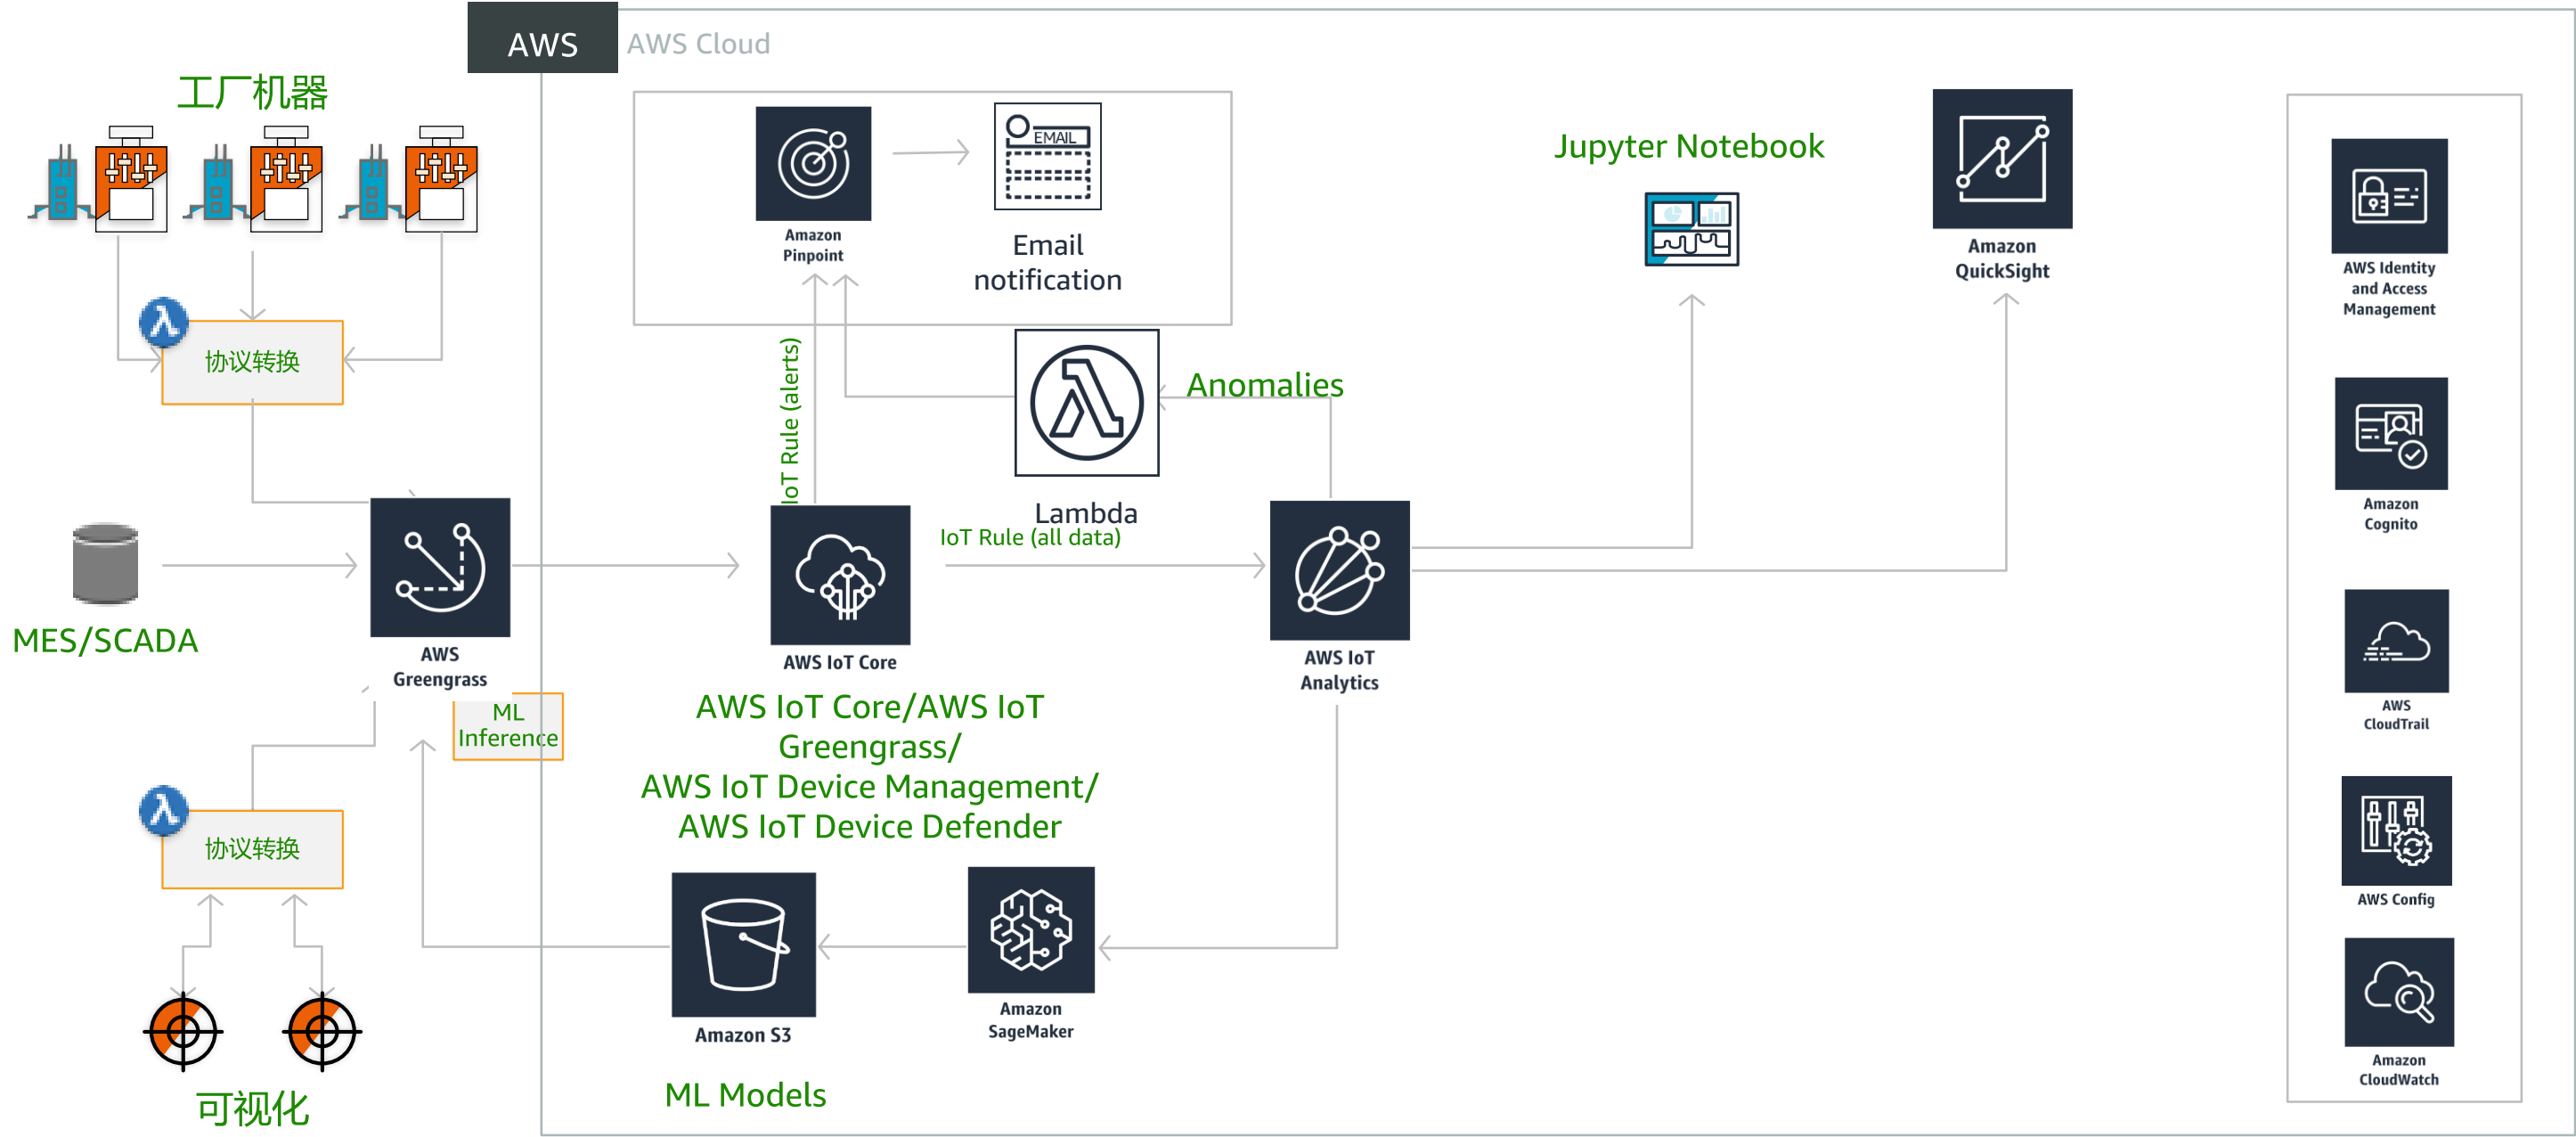 AWS
AWS Cloud
工厂机器
协议转换
MES/SCADA
AWS
Greengrass
ML
Inference
协议转换
可视化
Amazon
Pinpoint
EMAIL
Email
notification
IoT Rule (alerts)
Lambda
Anomalies
IoT Rule (all data)
AWS IoT Core
AWS IoT Core/AWS IoT
Greengrass/
AWS IoT Device Management/
AWS IoT Device Defender
AWS IoT
Analytics
Amazon S3
ML Models
Amazon
SageMaker
Jupyter Notebook
Amazon
QuickSight
AWS Identity
and Access
Management
Amazon
Cognito
AWS
CloudTrail
AWS Config
Amazon
CloudWatch